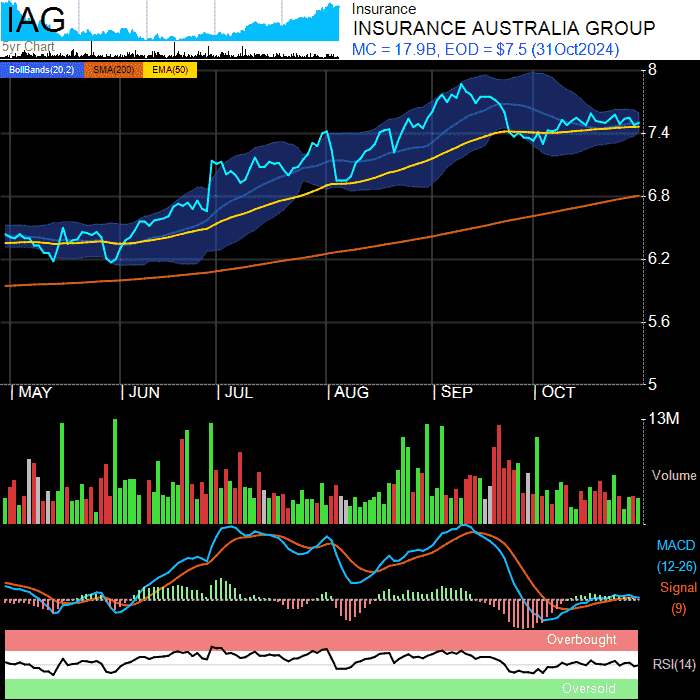 IAG
5yr Chart
Insurance
INSURANCE AUSTRALIA GROUP
MC = 17.9B, EOD = $7.5 (31Oct2024)
BollBands(20,2) SMA(200) EMA(50)
8
7.4
6.8
6.2
5.6
5
MAY JUN JUL AUG SEP OCT
13M
Volume
MACD
(12-26)
Signal
(9)
Overbought
RSI(14)
Oversold